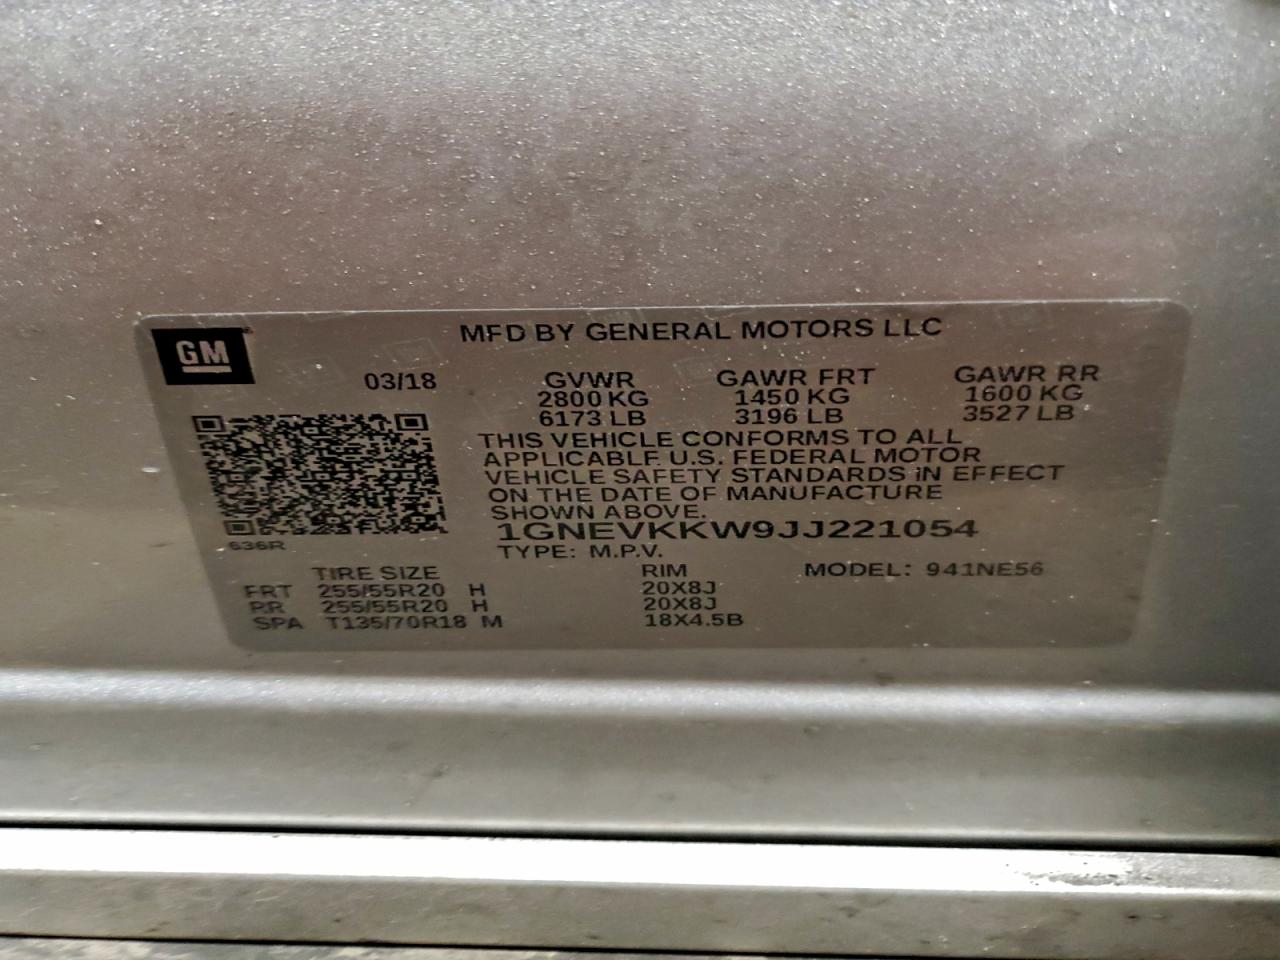 GM
MFD BY GENERAL MOTORS LLC
03/18 GVWR GAWR FRT GAWR RR
2800 KG 1450 KG 1600 KG
6173 LB 3196 LB 3527 LB
THIS VEHICLE CONFORMS TO ALL
APPLICABLE U.S. FEDERAL MOTOR
VEHICLE SAFETY STANDARDS IN EFFECT
ON THE DATE OF MANUFACTURE
SHOWN ABOVE.
1GNEVKKW9JJ221054
636R
TYPE: M.P.V.
TIRE SIZE RIM MODEL: 941NE56
FRT 255/55R20 H 20X8J
RR 255/55R20 H 20X8J
SPA T135/70R18 M 18X4.5B